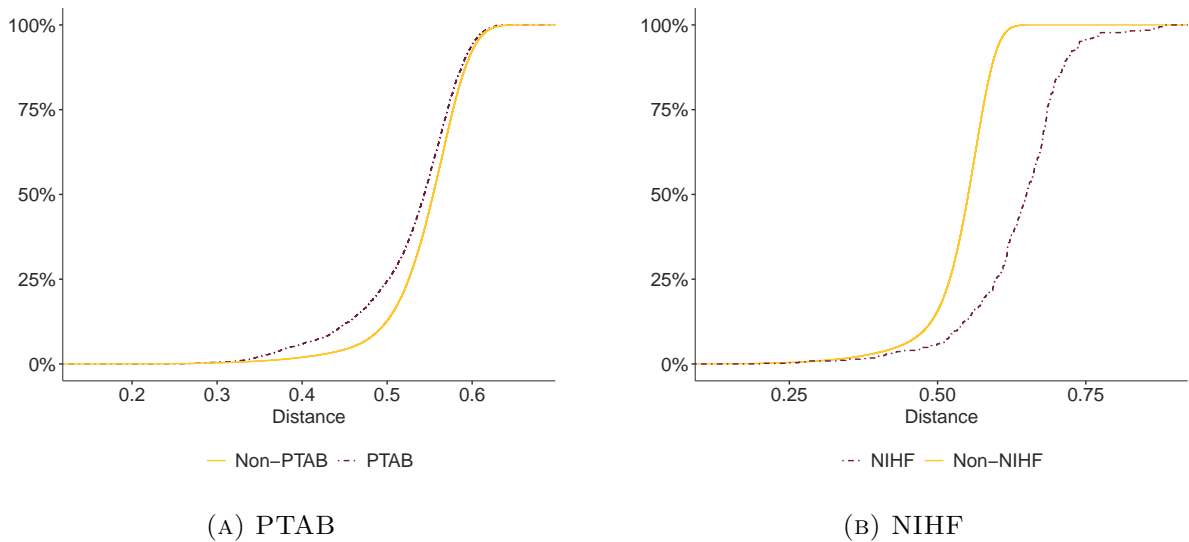 100%
75%
50%
25%
0%
0.2 0.3 0.4 0.5 0.6
Distance
Non−PTAB PTAB
(A) PTAB
100%
75%
50%
25%
0%
0.25 0.50 0.75
Distance
NIHF Non−NIHF
(B) NIHF